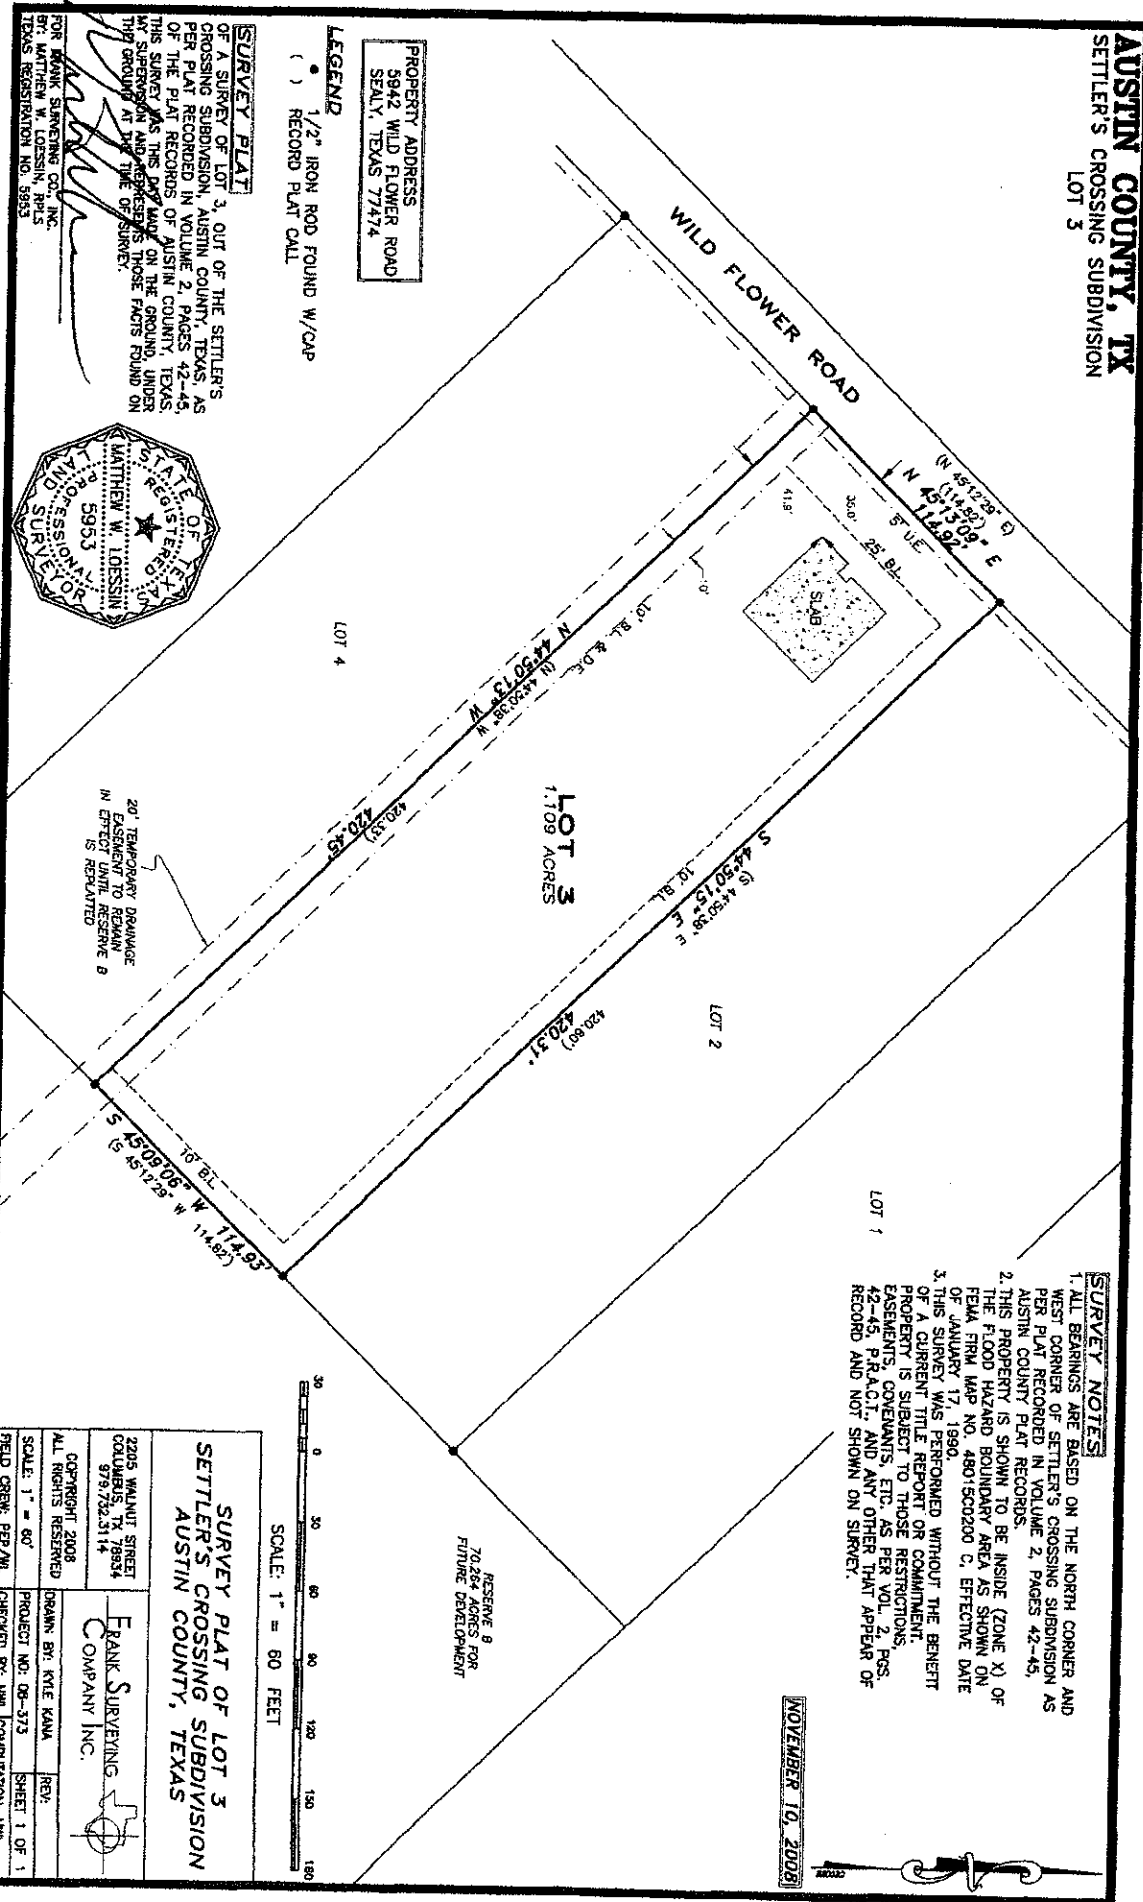 AUSTIN COUNTY, TX
SETTLER'S CROSSING SUBDIVISION
LOT 3
SURVEY NOTES
1. ALL BEARINGS ARE BASED ON THE NORTH CORNER AND
WEST CORNER OF SETTLER'S CROSSING SUBDIVISION AS
PER PLAT RECORDED IN VOLUME 2, PAGES 42-45,
AUSTIN COUNTY PLAT RECORDS.
2. THIS PROPERTY IS SHOWN TO BE INSIDE (ZONE X) OF
THE FLOOD HAZARD BOUNDARY AREA AS SHOWN ON
FEMA FIRM MAP NO. 48015C0200 C, EFFECTIVE DATE
OF JANUARY 17, 1990.
3. THIS SURVEY WAS PERFORMED WITHOUT THE BENEFIT
OF A CURRENT TITLE REPORT OR COMMITMENT.
PROPERTY IS SUBJECT TO THOSE RESTRICTIONS,
EASEMENTS, COVENANTS, ETC. AS PER VOL. 2, PGS.
42-45, P.R.A.C.T., AND ANY OTHER THAT APPEAR OF
RECORD AND NOT SHOWN ON SURVEY.
NOVEMBER 10, 2008
WILD FLOWER ROAD
(N 45°12'29" E)
(114.82')
N 45°13'09" E
114.92'
5' U.E.
25' B.L.
35.0'
41.9'
SLAB
10'
10' B.L. & D.E.
N 44°50'13" W
(N 44°50'38" W
420.33')
420.45'
LOT 3
1.109 ACRES
(S 44°50'38" E
S 44°50'15" E
10' B.L.
420.60')
420.31'
LOT 2
LOT 1
LOT 4
10' B.L.
S 45°09'06" W 114.93'
(S 45°12'29" W 114.82')
20' TEMPORARY DRAINAGE
EASEMENT TO REMAIN
IN EFFECT UNTIL RESERVE B
IS REPLATTED
RESERVE B
70.264 ACRES FOR
FUTURE DEVELOPMENT
PROPERTY ADDRESS
5942 WILD FLOWER ROAD
SEALY, TEXAS 77474
LEGEND
1/2" IRON ROD FOUND W/CAP
( ) RECORD PLAT CALL
SURVEY PLAT
OF A SURVEY OF LOT 3, OUT OF THE SETTLER'S
CROSSING SUBDIVISION, AUSTIN COUNTY, TEXAS, AS
PER PLAT RECORDED IN VOLUME 2, PAGES 42-45,
OF THE PLAT RECORDS OF AUSTIN COUNTY, TEXAS.
THIS SURVEY WAS THIS DAY MADE ON THE GROUND, UNDER
MY SUPERVISION AND REPRESENTS THOSE FACTS FOUND ON
THE GROUND AT THE TIME OF SURVEY.
FOR FRANK SURVEYING CO., INC.
BY: MATTHEW W. LOESSIN, RPLS
TEXAS REGISTRATION NO. 5953
STATE OF TEXAS
REGISTERED
MATTHEW W. LOESSIN
5953
PROFESSIONAL
LAND SURVEYOR
30 0 30 60 90 120 150 180
SCALE: 1" = 60 FEET
SURVEY PLAT OF LOT 3
SETTLER'S CROSSING SUBDIVISION
AUSTIN COUNTY, TEXAS
2205 WALNUT STREET
COLUMBUS, TX 78934
979.732.3114
FRANK SURVEYING
COMPANY INC.
COPYRIGHT 2008
ALL RIGHTS RESERVED
DRAWN BY: KYLE KANA
REV:
SCALE: 1" = 60'
PROJECT NO: 08-373
SHEET 1 OF 1
FIELD CREW:
CHECKED BY: